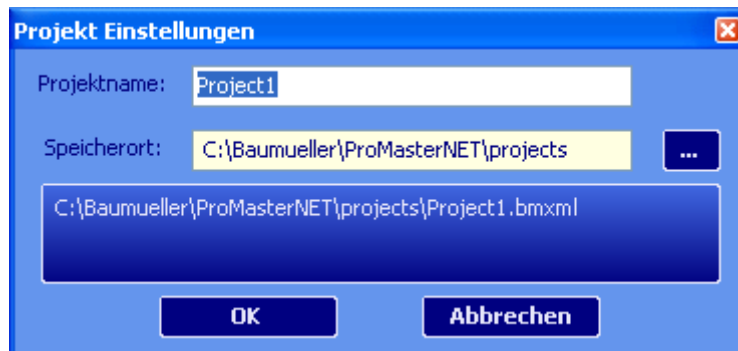 Projekt Einstellungen
Projektname: Project1
Speicherort: C:\Baumueller\ProMasterNET\projects ...
C:\Baumueller\ProMasterNET\projects\Project1.bmxml
OK Abbrechen